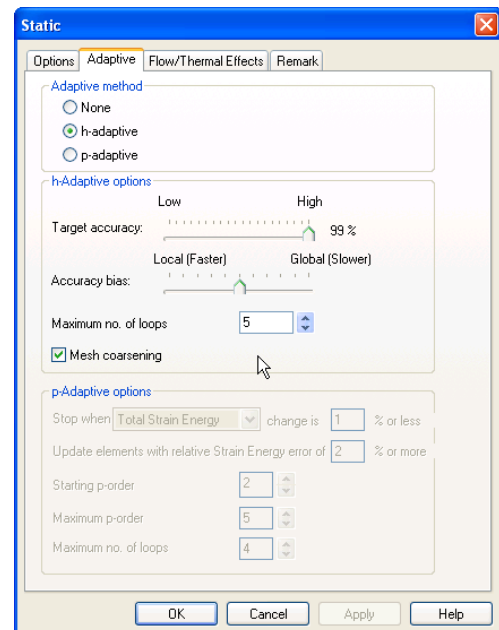 Static
Options Adaptive Flow/Thermal Effects Remark
Adaptive method
None
h-adaptive
p-adaptive
h-Adaptive options
Low High
Target accuracy: 99 %
Local (Faster) Global (Slower)
Accuracy bias:
Maximum no. of loops 5
Mesh coarsening
p-Adaptive options
Stop when Total Strain Energy change is 1 % or less
Update elements with relative Strain Energy error of 2 % or more
Starting p-order 2
Maximum p-order 5
Maximum no. of loops 4
OK Cancel Apply Help